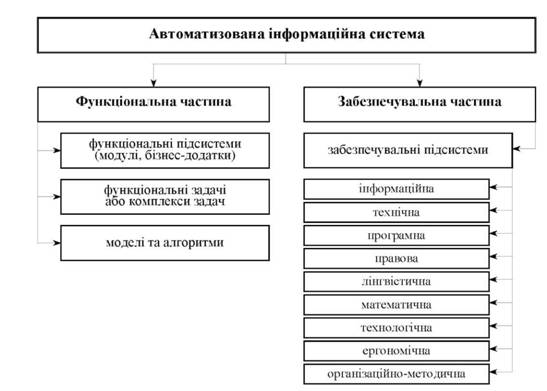 Автоматизована інформаційна система
Функціональна частина
функціональні підсистеми
(модулі, бізнес-додатки)
функціональні задачі
або комплекси задач
моделі та алгоритми
Забезпечувальна частина
забезпечувальні підсистеми
інформаційна
технічна
програмна
правова
лінгвістична
математична
технологічна
ергономічна
організаційно-методична